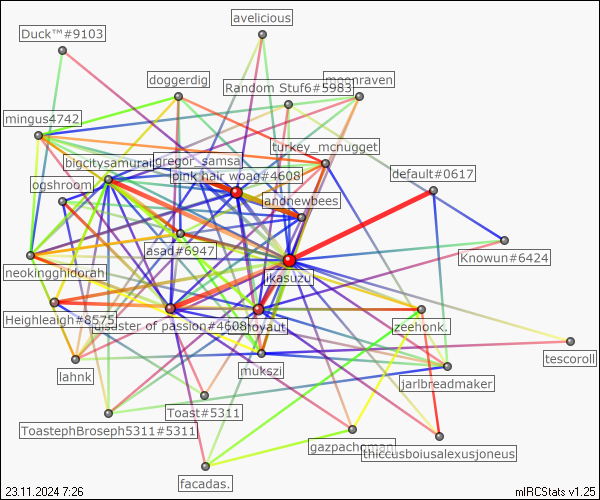 avelicious
Duck™#9103
doggerdig
moonraven
Random Stuf6#5983
mingus4742
turkey_mcnugget
bigcitysamurai
gregor_samsa
pink hair woag#4608
default#0617
ogshroom
andnewbees
asad#6947
Knowun#6424
neokingghidorah
likasuzu
Heighleaigh#8575
disaster of passion#4608
zeehonk.
tescoroll
mukszi
lahnk
jarlbreadmaker
Toast#5311
ToastephBroseph5311#5311
gazpachoman
thiccusboiusalexusjoneus
facadas.
23.11.2024 7:26
mIRCStats v1.25